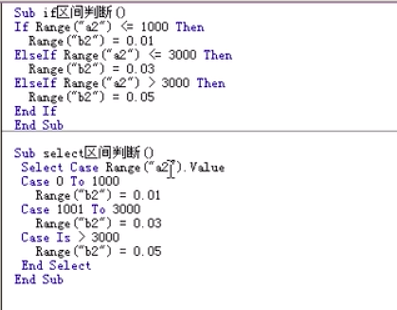 Sub if区间判断()
If Range("a2") <= 1000 Then
Range("b2") = 0.01
ElseIf Range("a2") <= 3000 Then
Range("b2") = 0.03
ElseIf Range("a2") > 3000 Then
Range("b2") = 0.05
End If
End Sub
Sub select区间判断()
Select Case Range("a2").Value
Case 0 To 1000
Range("b2") = 0.01
Case 1001 To 3000
Range("b2") = 0.03
Case Is > 3000
Range("b2") = 0.05
End Select
End Sub